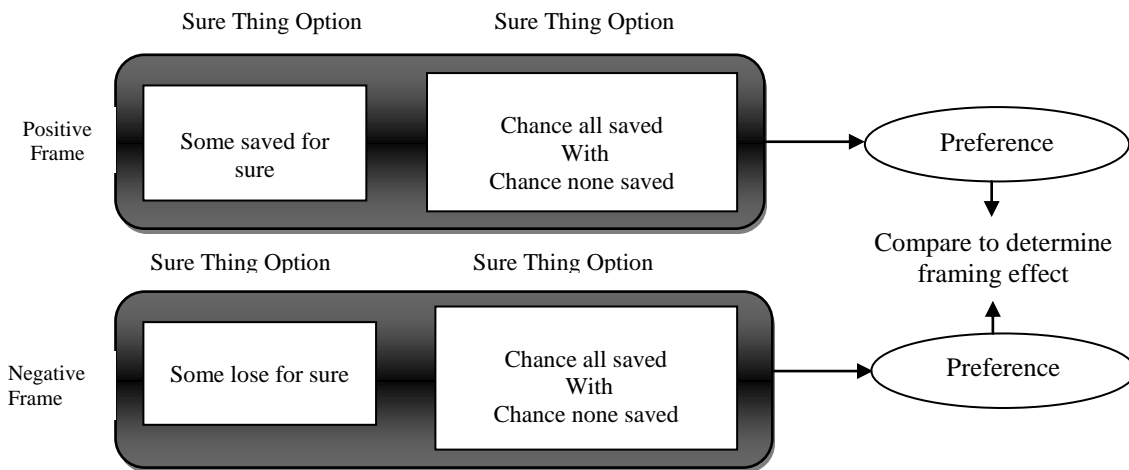 Sure Thing Option
Sure Thing Option
Positive
Frame
Some saved for
sure
Chance all saved
With
Chance none saved
Preference
Compare to determine
framing effect
Sure Thing Option
Sure Thing Option
Negative
Frame
Some lose for sure
Chance all saved
With
Chance none saved
Preference